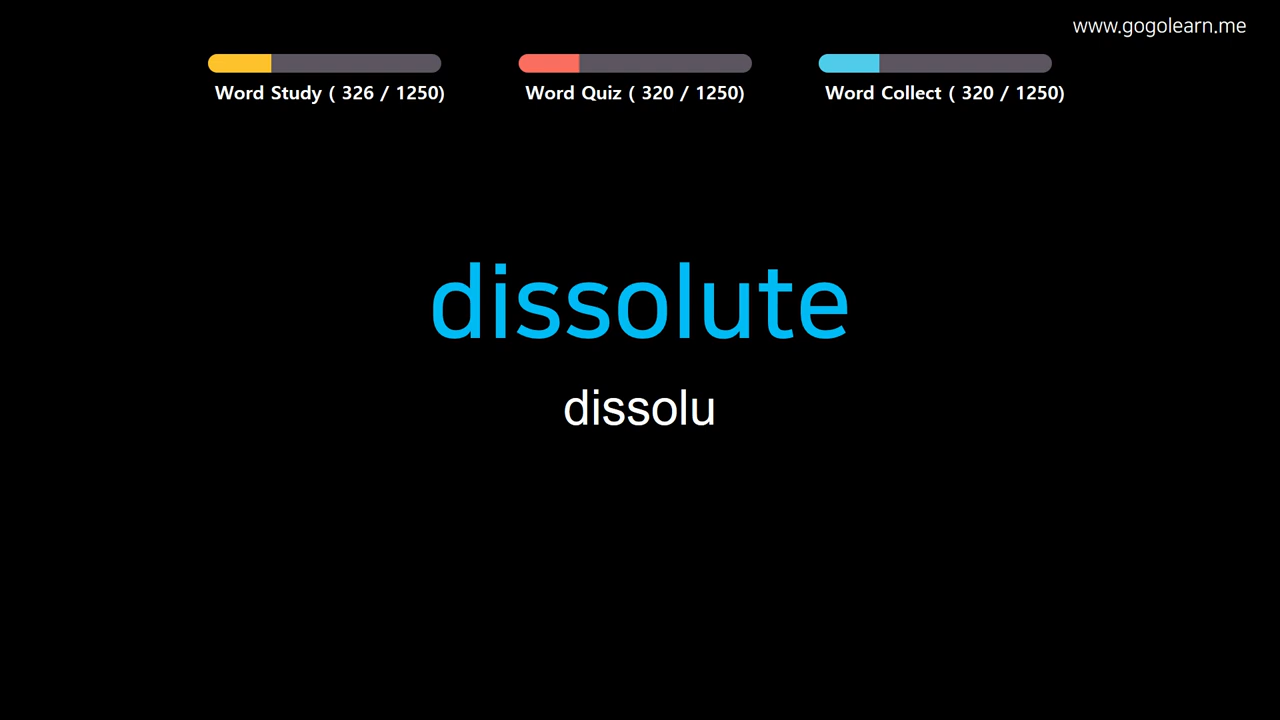 www.gogolearn.me
Word Study ( 326 / 1250)
Word Quiz ( 320 / 1250)
Word Collect ( 320 / 1250)
dissolute
dissolu